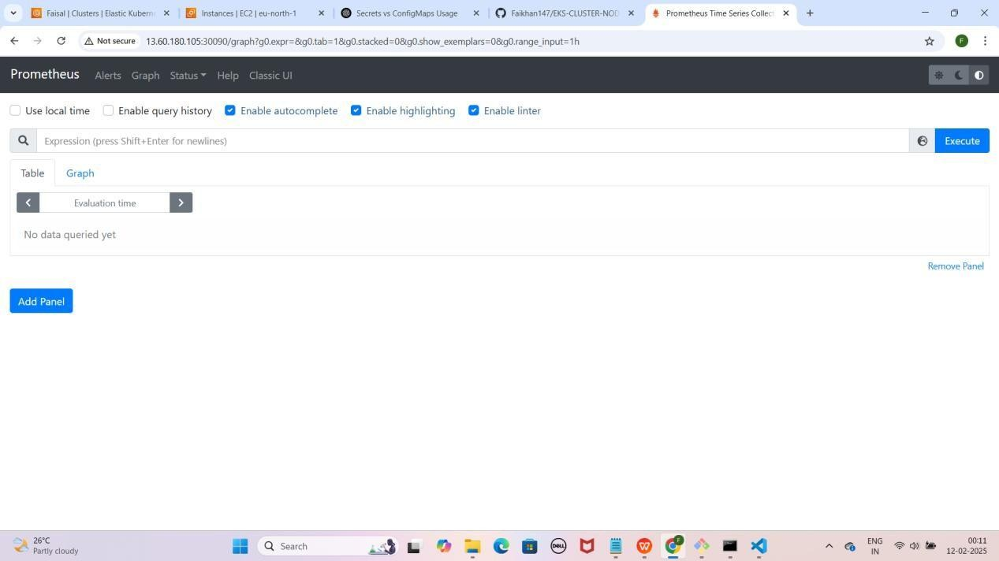 Faisal | Clusters | Elastic Kuberne
Instances | EC2 | eu-north-1
Secrets vs ConfigMaps Usage
Faikhan147/EKS-CLUSTER-NOD
Prometheus Time Series Collect
Not secure
13.60.180.105:30090/graph?g0.expr=&g0.tab=1&g0.stacked=0&g0.show_exemplars=0&g0.range_input=1h
F
Prometheus
Alerts
Graph
Status
Help
Classic UI
Use local time
Enable query history
Enable autocomplete
Enable highlighting
Enable linter
Expression (press Shift+Enter for newlines)
Execute
Table
Graph
Evaluation time
No data queried yet
Remove Panel
Add Panel
26°C
Partly cloudy
Search
DELL
F
ENG
IN
00:11
12-02-2025